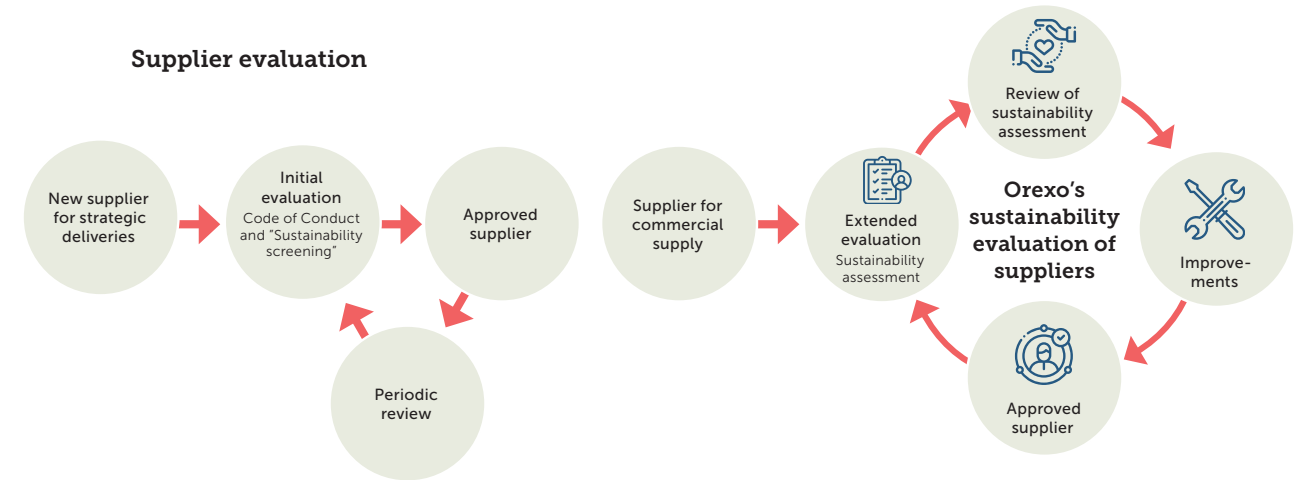 Supplier evaluation
New supplier
for strategic
deliveries
Initial
evaluation
Code of Conduct
and “Sustainability
screening”
Approved
supplier
Periodic
review
Supplier for
commercial
supply
Extended
evaluation
Sustainability
assessment
Review of
sustainability
assessment
Orexo’s
sustainability
evaluation of
suppliers
Improve-
ments
Approved
supplier